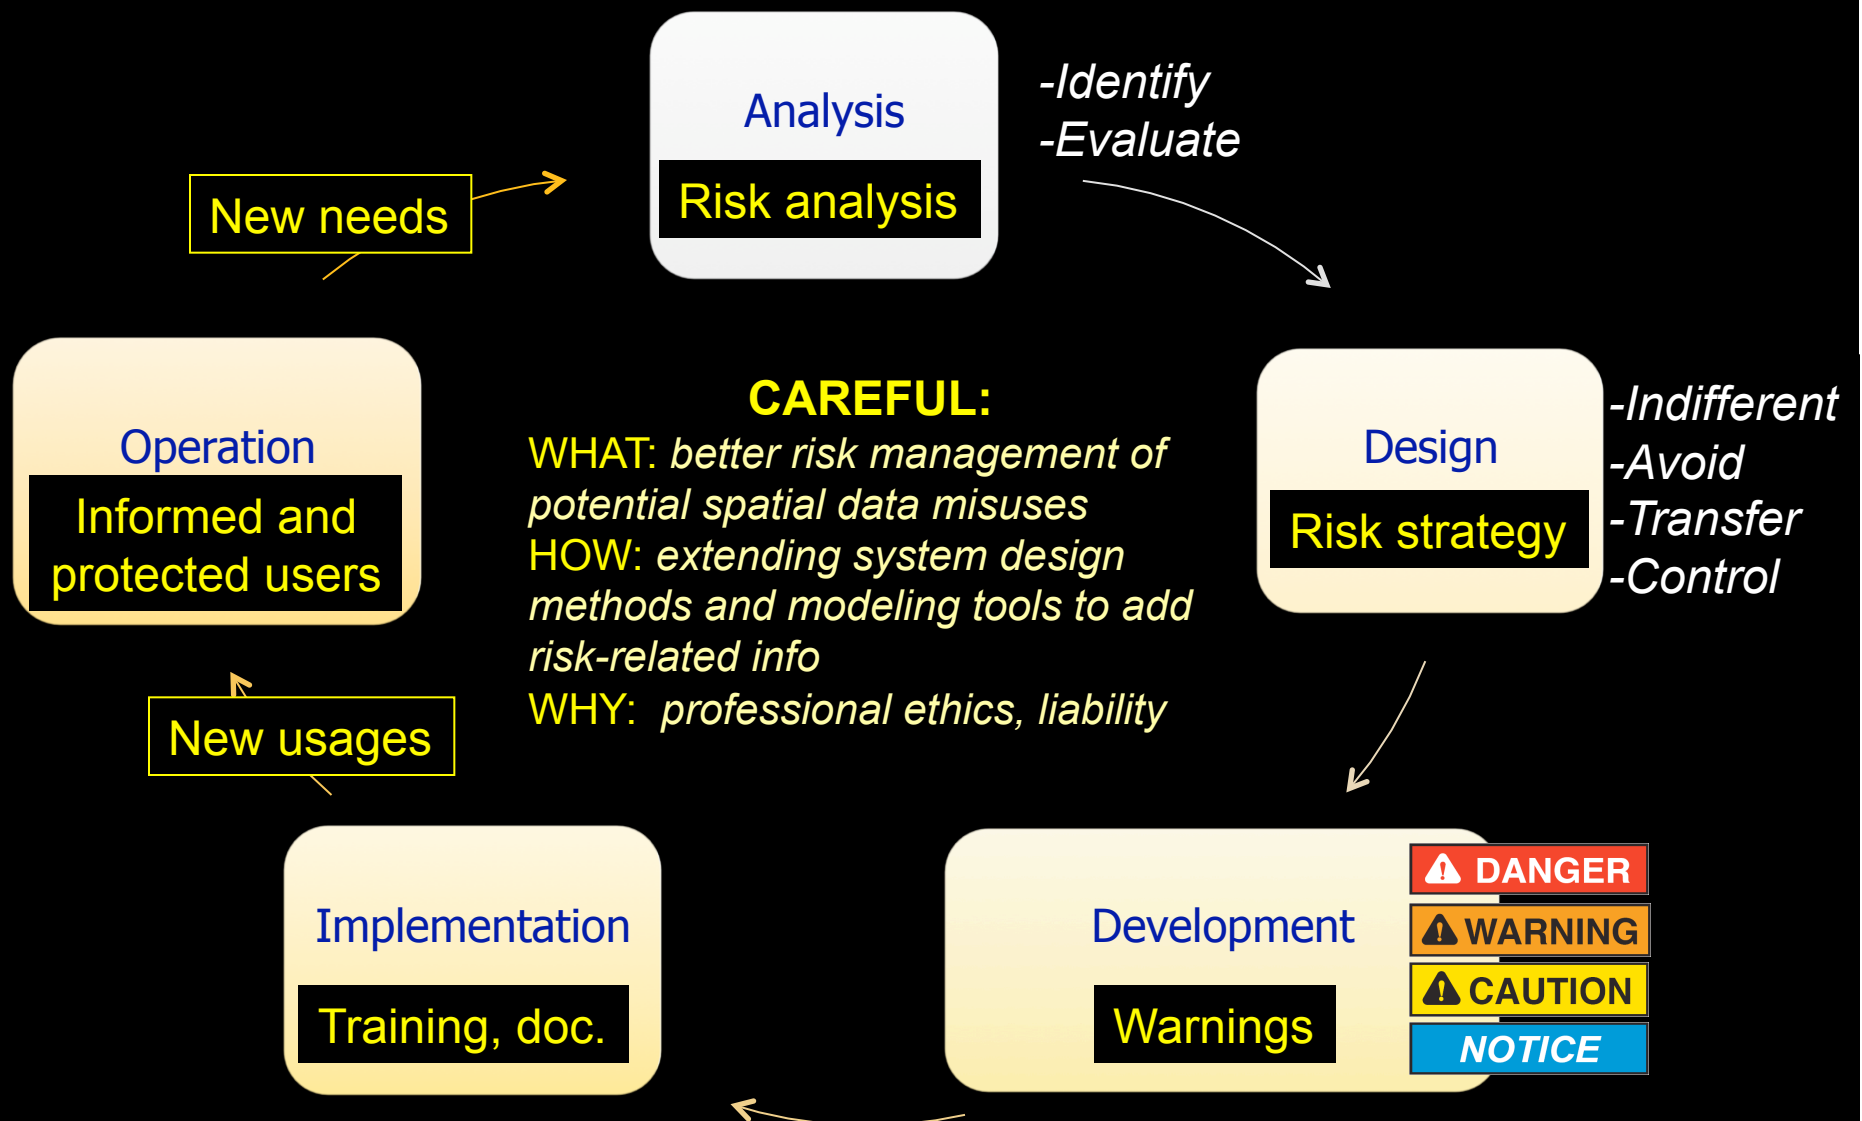 Analysis
Risk analysis
-Identify
-Evaluate
New needs
Operation
Informed and
protected users
CAREFUL:
WHAT: better risk management of
potential spatial data misuses
HOW: extending system design
methods and modeling tools to add
risk-related info
WHY: professional ethics, liability
Design
Risk strategy
-Indifferent
-Avoid
-Transfer
-Control
New usages
Implementation
Training, doc.
Development
Warnings
DANGER
WARNING
CAUTION
NOTICE